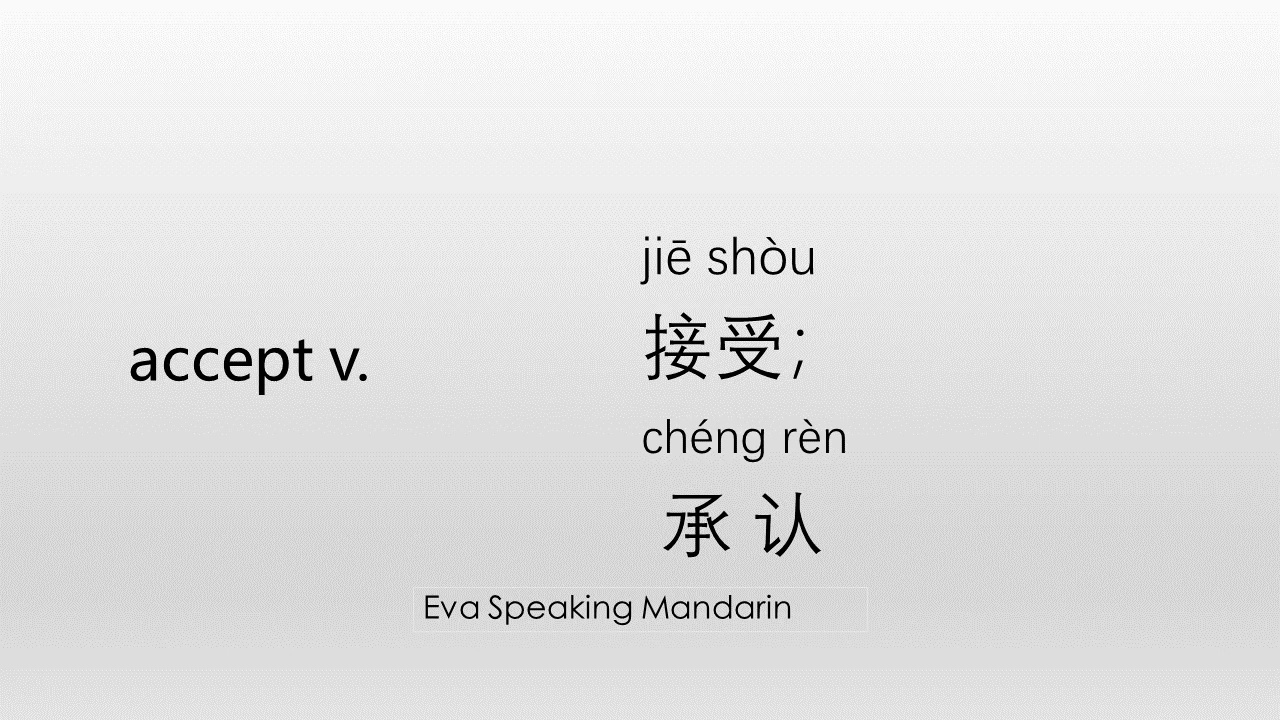 accept v.
jiē shòu
接受;
chéng rèn
承认
Eva Speaking Mandarin